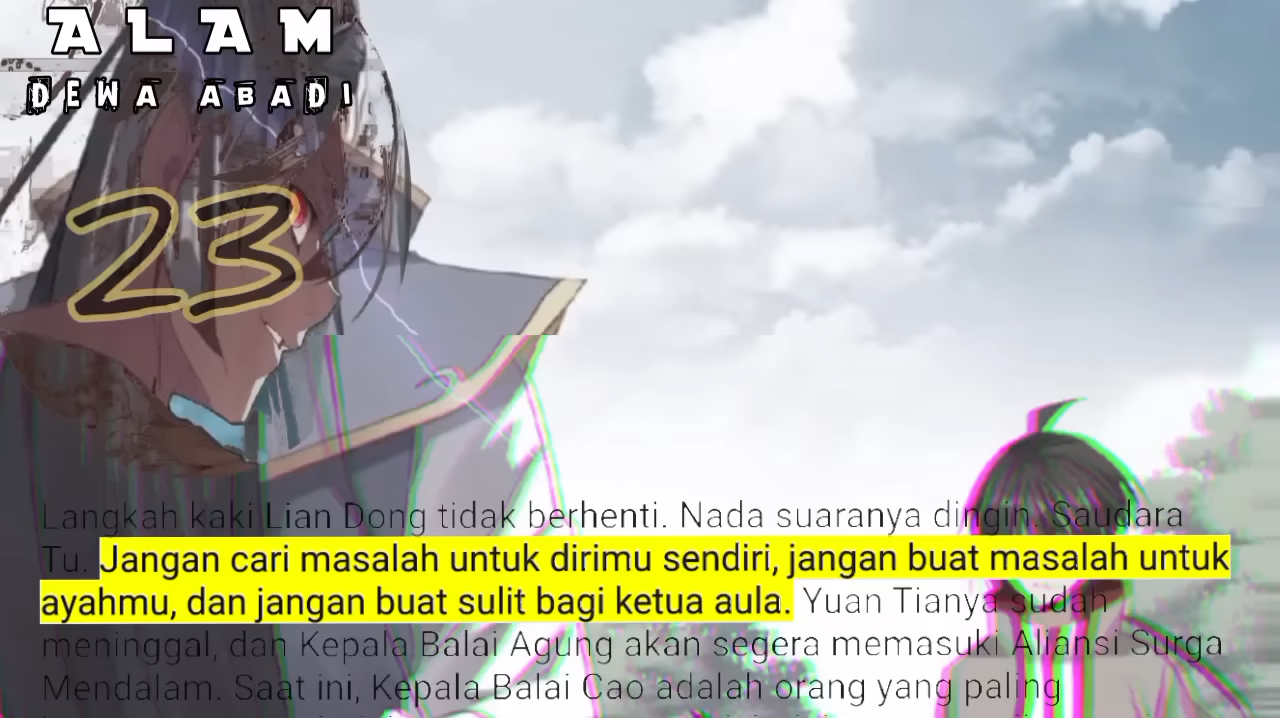 ALAM
DEWA ABADI
23
Langkah kaki Lian Dong tidak berhenti. Nada suaranya dingin. Saudara
Tu. Jangan cari masalah untuk dirimu sendiri, jangan buat masalah untuk
ayahmu, dan jangan buat sulit bagi ketua aula. Yuan Tianya sudah
meninggal, dan Kepala Balai Agung akan segera memasuki Aliansi Surga
Mendalam. Saat ini, Kepala Balai Cao adalah orang yang paling